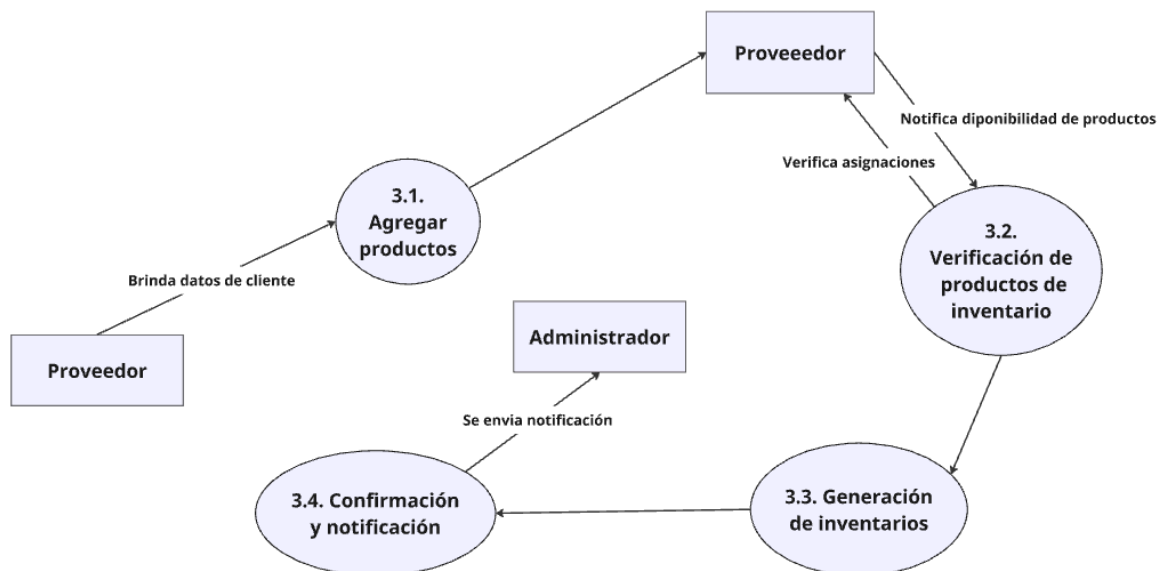 Proveeedor
Notifica diponibilidad de productos
Verifica asignaciones
3.1.
Agregar
productos
3.2.
Verificación de
productos de
inventario
Brinda datos de cliente
Administrador
Proveedor
Se envia notificación
3.4. Confirmación
y notificación
3.3. Generación
de inventarios